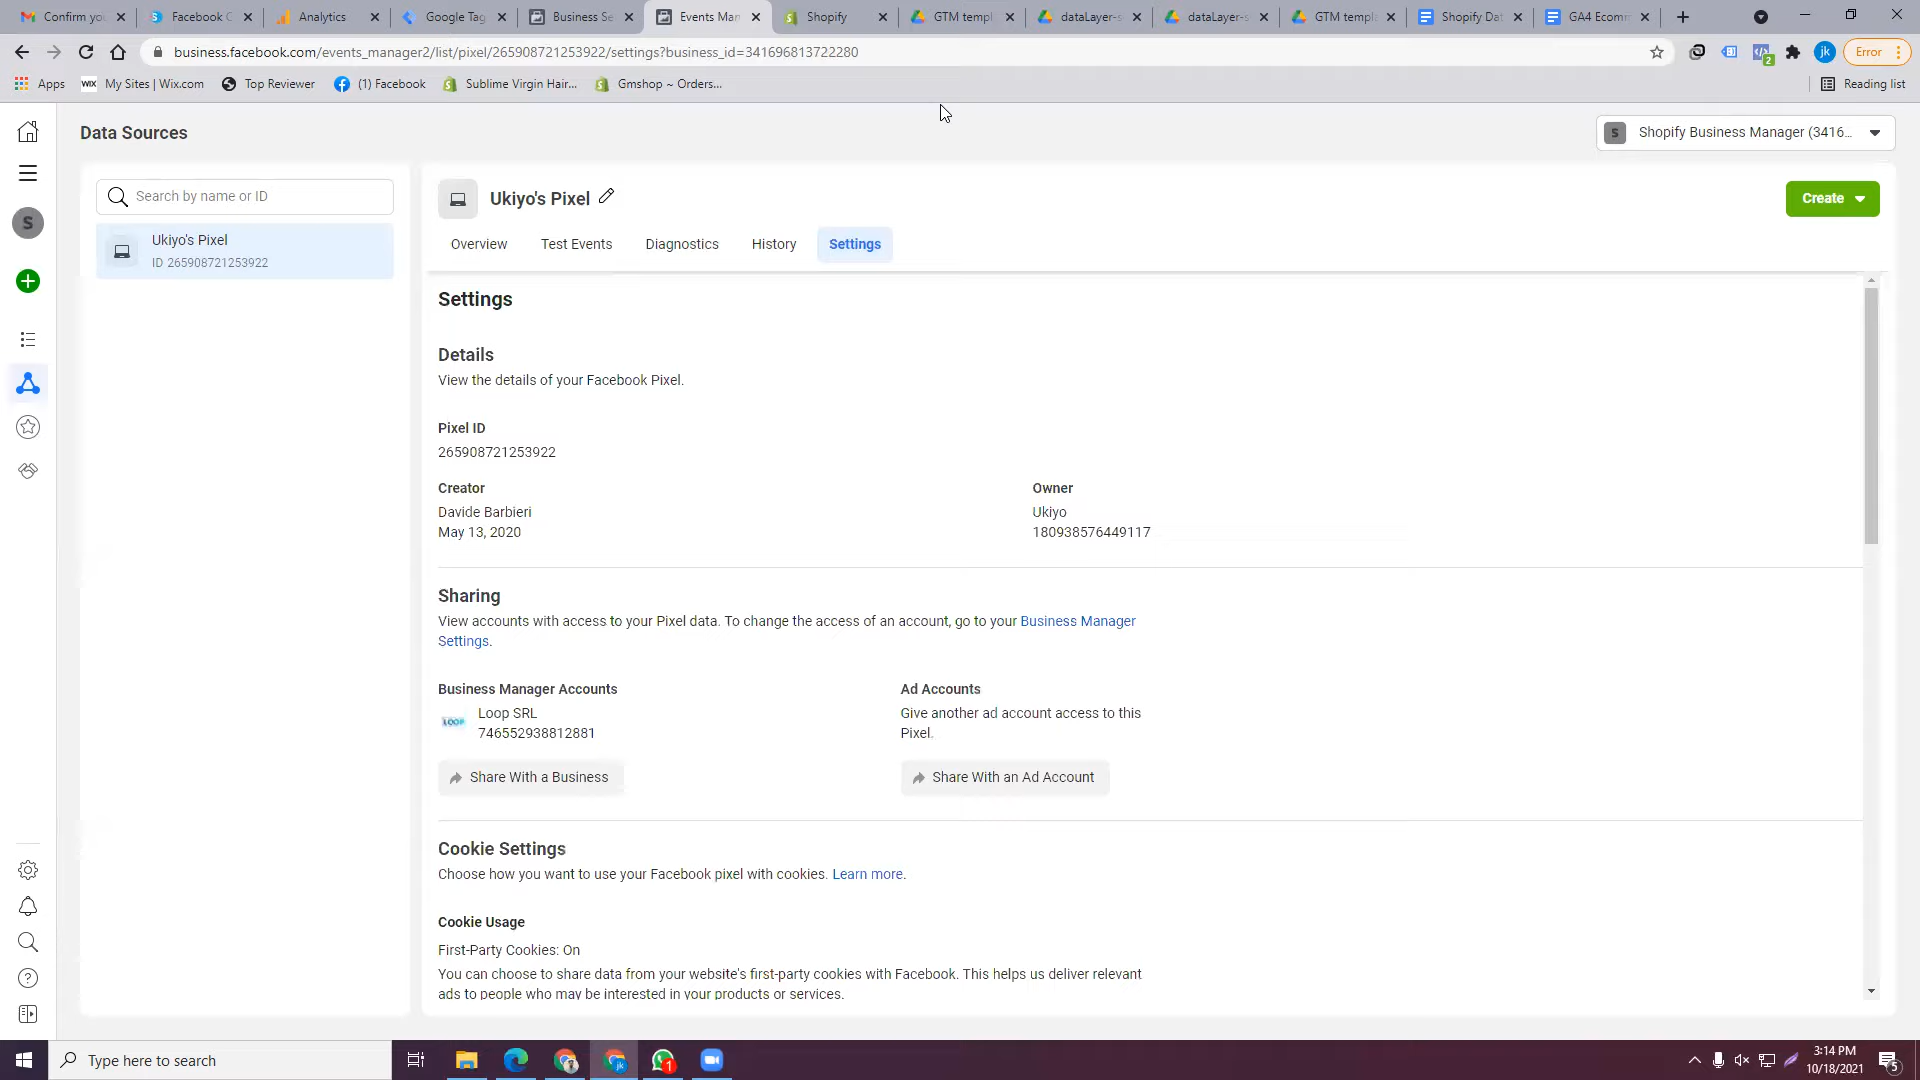 Confirm you
Facebook C
Analytics
Google Tag
Business Se
Events Man
Shopify
GTM templ
dataLayer-s
dataLayer-s
GTM templ
Shopify Dat
GA4 Ecomm
business.facebook.com/events_manager2/list/pixel/265908721253922/settings?business_id=341696813722280
2
jk
Error
Apps
WIX My Sites | Wix.com
Top Reviewer
(1) Facebook
Sublime Virgin Hair...
Gmshop ~ Orders...
Reading list
Data Sources
S Shopify Business Manager (3416...
Search by name or ID
Ukiyo's Pixel
ID 265908721253922
S
Ukiyo's Pixel
Create
Overview
Test Events
Diagnostics
History
Settings
Settings
Details
View the details of your Facebook Pixel.
Pixel ID
265908721253922
Creator
Davide Barbieri
May 13, 2020
Owner
Ukiyo
180938576449117
Sharing
View accounts with access to your Pixel data. To change the access of an account, go to your Business Manager
Settings.
Business Manager Accounts
LOOP
Loop SRL
746552938812881
Share With a Business
Ad Accounts
Give another ad account access to this
Pixel.
Share With an Ad Account
Cookie Settings
Choose how you want to use your Facebook pixel with cookies. Learn more.
Cookie Usage
First-Party Cookies: On
You can choose to share data from your website's first-party cookies with Facebook. This helps us deliver relevant
ads to people who may be interested in your products or services.
Type here to search
jk
1
3:14 PM
10/18/2021
5